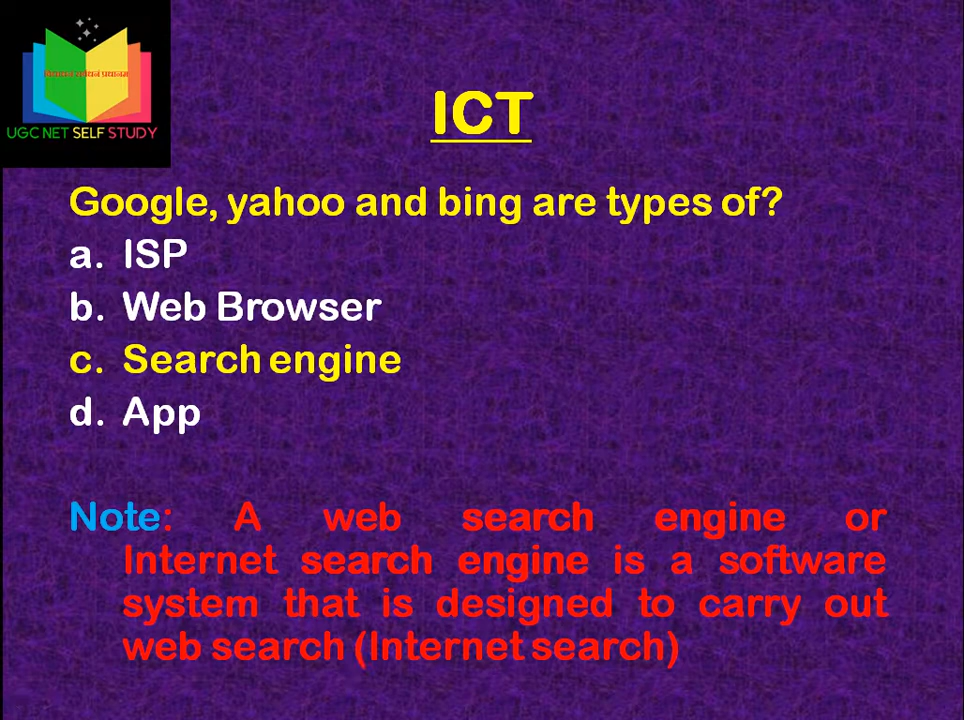 UGC NET SELF STUDY
ICT
Google, yahoo and bing are types of?
a. ISP
b. Web Browser
c. Search engine
d. App
Note: A web search engine or
Internet search engine is a software
system that is designed to carry out
web search (Internet search)